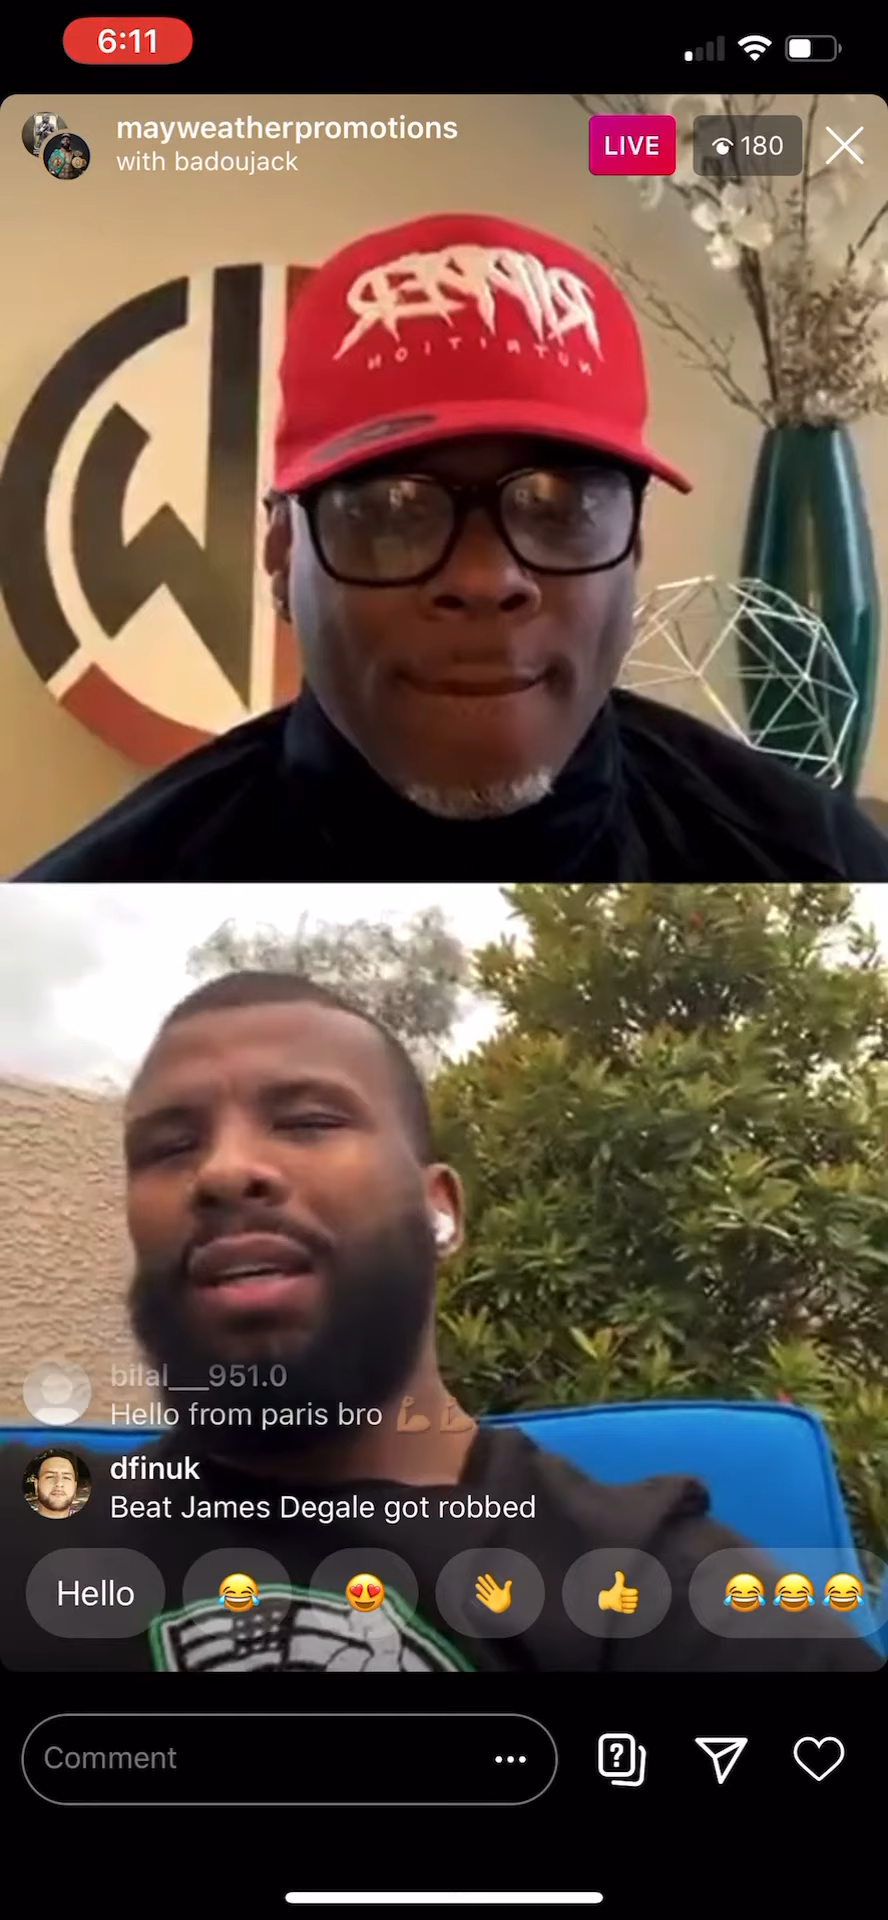 6:11
mayweatherpromotions
with badoujack
LIVE
180
RIPPER
NUTRITION
bilal___951.0
Hello from paris bro 💪🏽💪🏽
dfinuk
Beat James Degale got robbed
Hello 😂 😍 👋 👍 😂😂😂
Comment